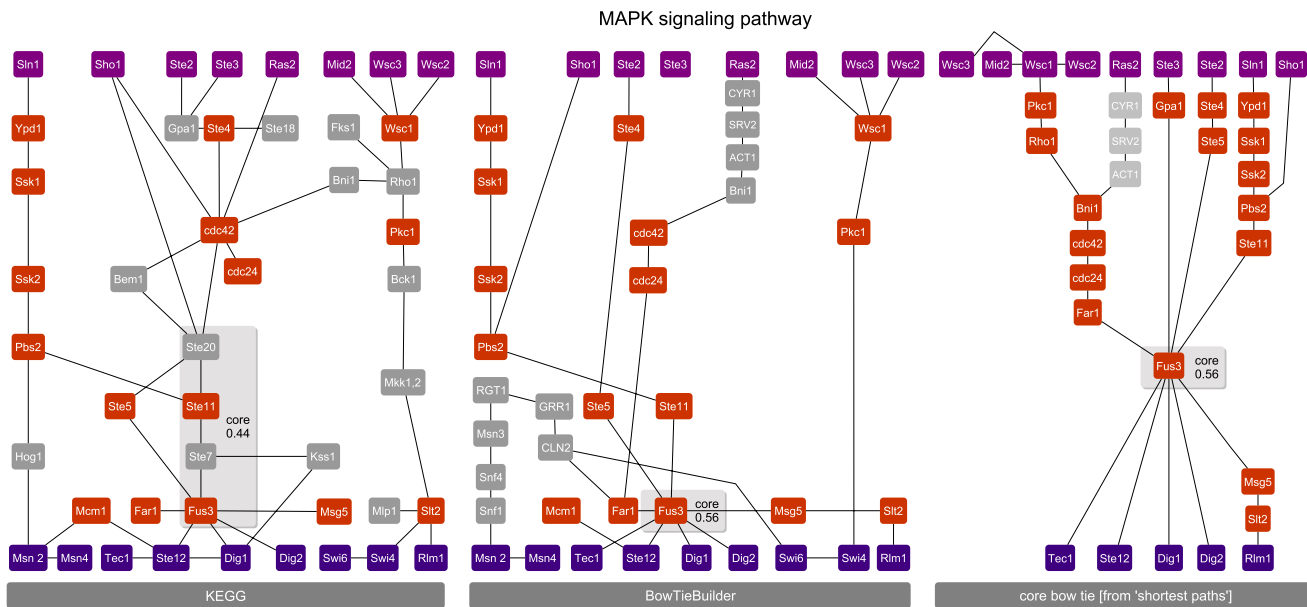 MAPK signaling pathway
Sln1 Sho1 Ste2 Ste3 Ras2 Mid2 Wsc3 Wsc2
Ypd1 Gpa1 Ste4 Ste18 Fks1 Wsc1
Ssk1 Bni1 Rho1
cdc42 Pkc1
Ssk2 Bem1 cdc24 Bck1
Pbs2 Ste20
Mkk1,2
Ste5 Ste11
core
0.44
Hog1 Ste7 Kss1
Mcm1 Far1 Fus3 Msg5 Mlp1 Slt2
Msn 2 Msn4 Tec1 Ste12 Dig1 Dig2 Swi6 Swi4 Rlm1
KEGG
Sln1 Sho1 Ste2 Ste3 Ras2 Mid2 Wsc3 Wsc2
CYR1
Ypd1 Ste4 SRV2 Wsc1
ACT1
Ssk1 Bni1
cdc42 Pkc1
Ssk2 cdc24
Pbs2
RGT1 GRR1 Ste5 Ste11
Msn3 CLN2
Snf4
Snf1 Mcm1 Far1 Fus3 core Msg5 Slt2
0.56
Msn 2 Msn4 Tec1 Ste12 Dig1 Dig2 Swi6 Swi4 Rlm1
BowTieBuilder
Wsc3 Mid2 Wsc1 Wsc2 Ras2 Ste3 Ste2 Sln1 Sho1
Pkc1 CYR1 Gpa1 Ste4 Ypd1
Rho1 SRV2 Ste5 Ssk1
ACT1 Ssk2
Bni1 Pbs2
cdc42 Ste11
cdc24
Far1
Fus3 core
0.56
Msg5
Slt2
Tec1 Ste12 Dig1 Dig2 Rlm1
core bow tie [from 'shortest paths']